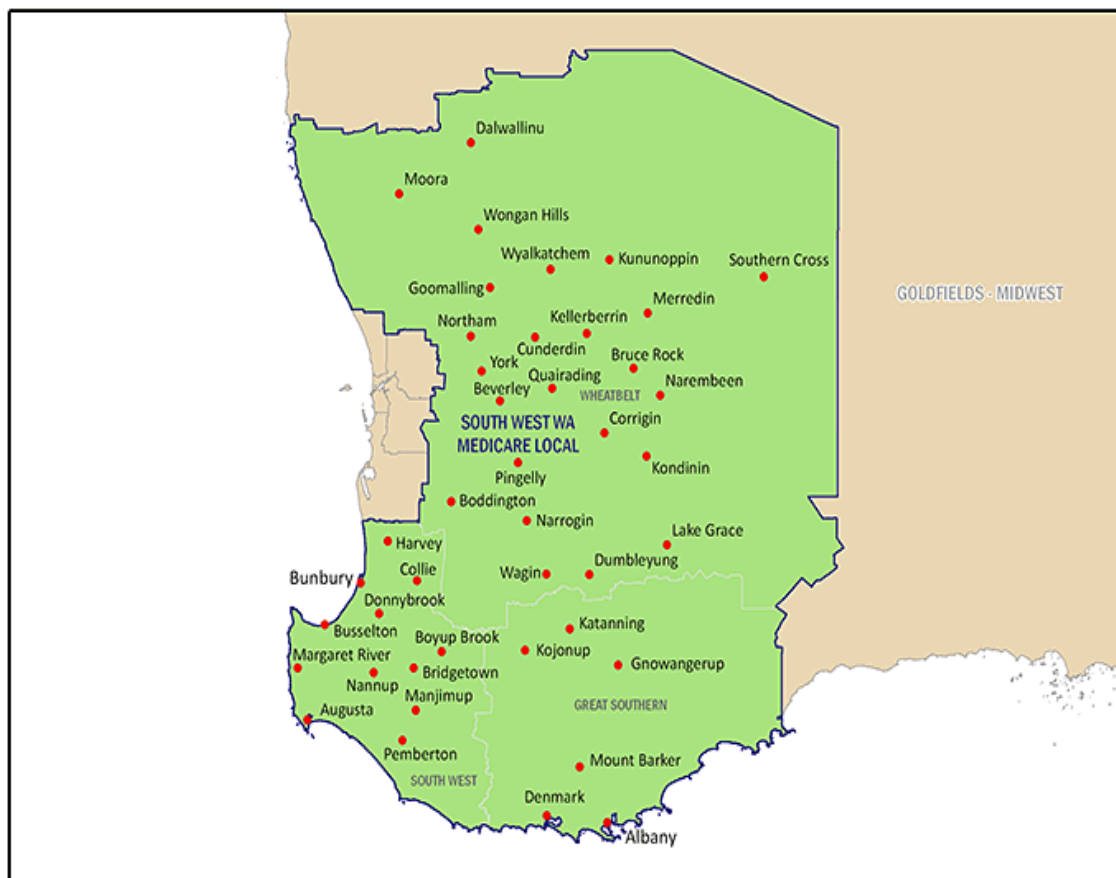 Dalwallinu
Moora
Wongan Hills
Wyalkatchem
Kununoppin
Southern Cross
Goomalling
GOLDFIELDS - MIDWEST
Merredin
Northam
Kellerberrin
Cunderdin
York
Bruce Rock
Quairading
Beverley
WHEATBELT
Narembeen
SOUTH WEST WA
MEDICARE LOCAL
Corrigin
Kondinin
Pingelly
Boddington
Narrogin
Lake Grace
Harvey
Bunbury
Collie
Wagin
Dumbleyung
Donnybrook
Busselton
Katanning
Boyup Brook
Kojonup
Margaret River
Bridgetown
Gnowangerup
Nannup
Manjimup
GREAT SOUTHERN
Augusta
Pemberton
Mount Barker
SOUTH WEST
Denmark
Albany